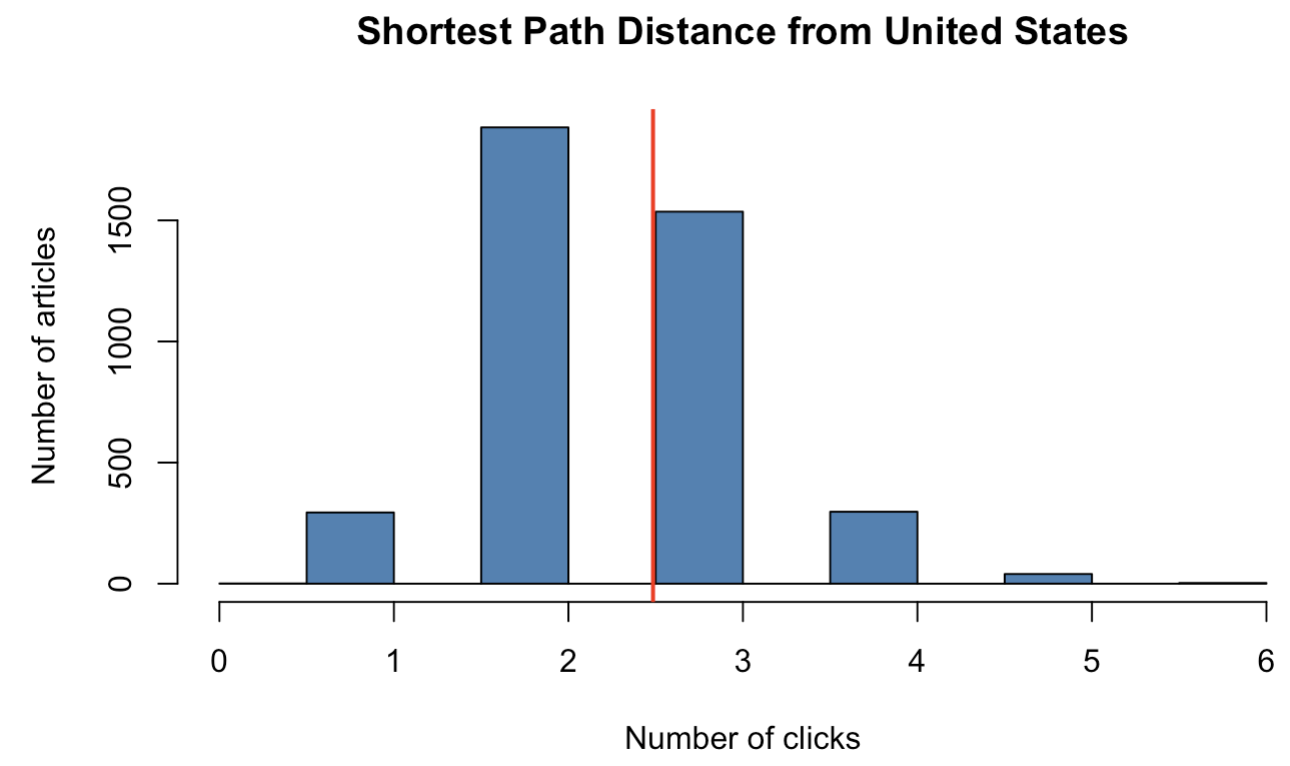 Shortest Path Distance from United States
Number of articles
1500
1000
500
0
0 1 2 3 4 5 6
Number of clicks